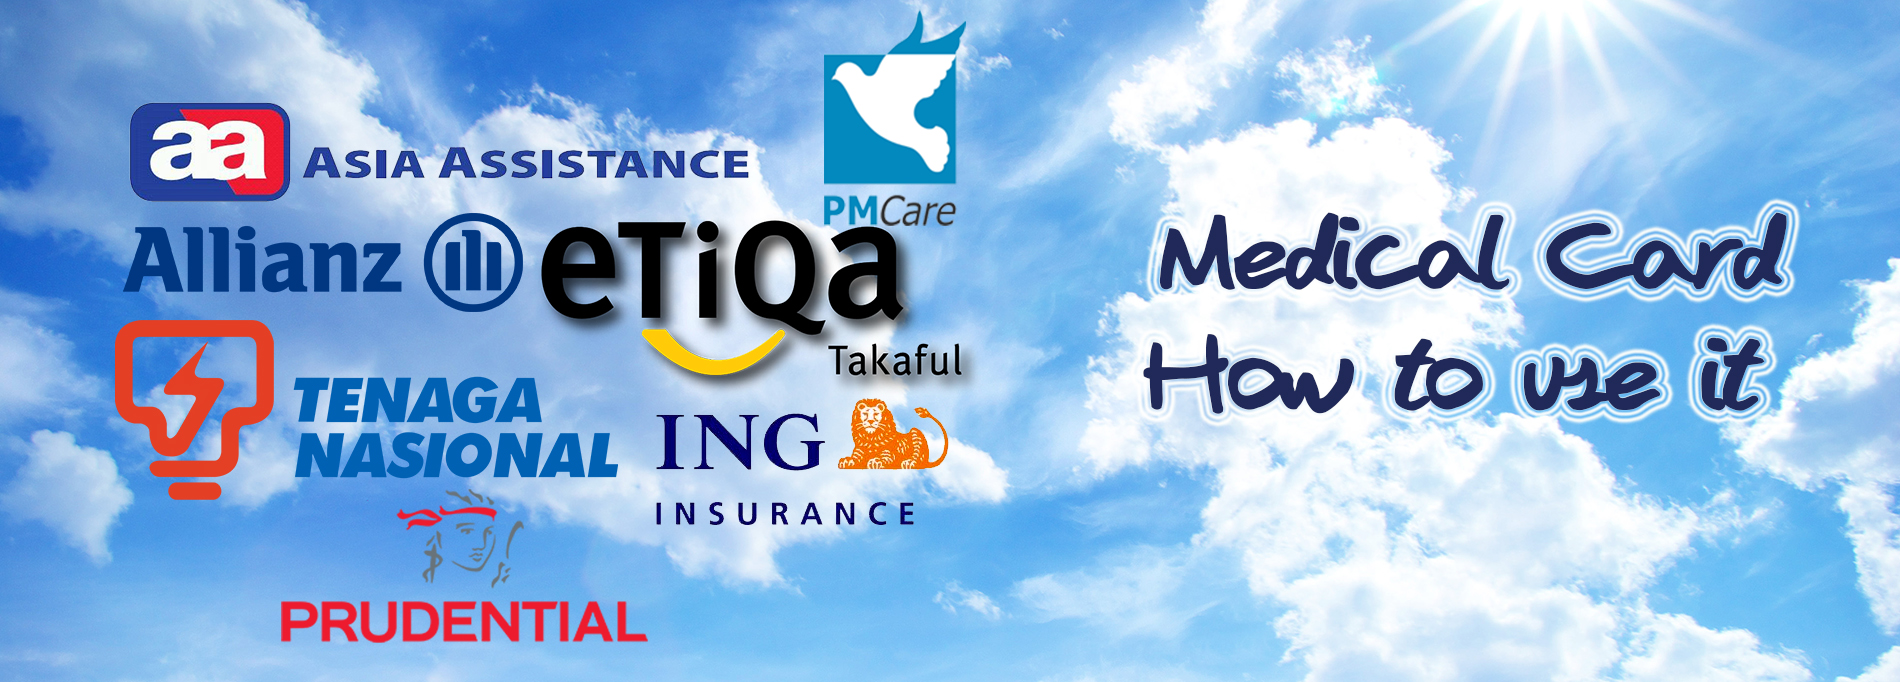 aa ASIA ASSISTANCE
PMCare
Allianz
eTiQa
Takaful
TENAGA
NASIONAL
ING
INSURANCE
PRUDENTIAL
Medical Card
How to use it